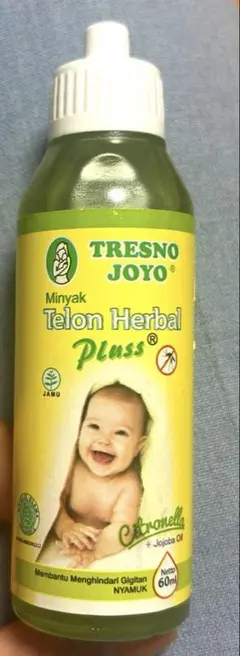 TRESNO
JOYO®
Minyak
Telon Herbal
Pluss®
JAMU
Citronella
+ Jojoba Oil
Membantu Menghindari Gigitan
NYAMUK
Netto
60ml